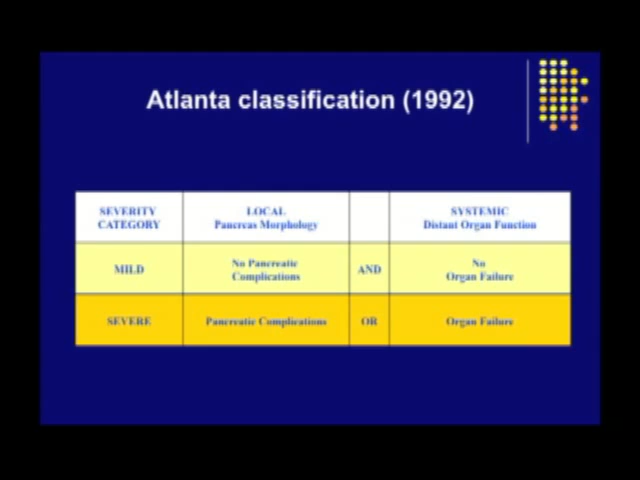 Atlanta classification (1992)
SEVERITY
CATEGORY
LOCAL
Pancreas Morphology
SYSTEMIC
Distant Organ Function
MILD
No Pancreatic
Complications
AND
No
Organ Failure
SEVERE
Pancreatic Complications
OR
Organ Failure